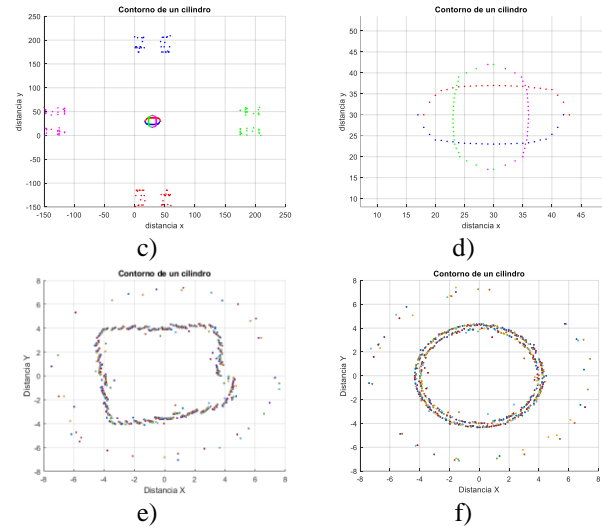 Contorno de un cilindro
250
200
150
100
50
0
-50
-100
-150
-150 -100 -50 0 50 100 150 200 250
distancia y
distancia x
c)
Contorno de un cilindro
50
45
40
35
30
25
20
15
10
10 15 20 25 30 35 40 45
distancia y
distancia x
d)
Contorno de un cilindro
8
6
4
2
0
-2
-4
-6
-8
-8 -6 -4 -2 0 2 4 6 8
Distancia Y
Distancia X
e)
Contorno de un cilindro
8
6
4
2
0
-2
-4
-6
-8
-8 -6 -4 -2 0 2 4 6 8
Distancia Y
Distancia X
f)